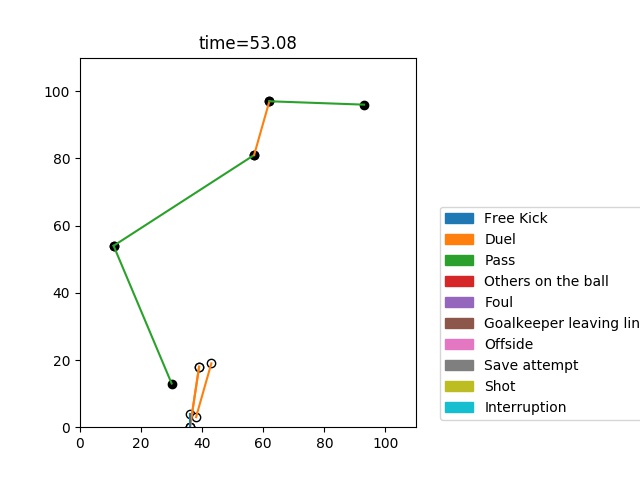 time=53.08
100
80
60
40
20
0
0 20 40 60 80 100
Free Kick
Duel
Pass
Others on the ball
Foul
Goalkeeper leaving lin
Offside
Save attempt
Shot
Interruption